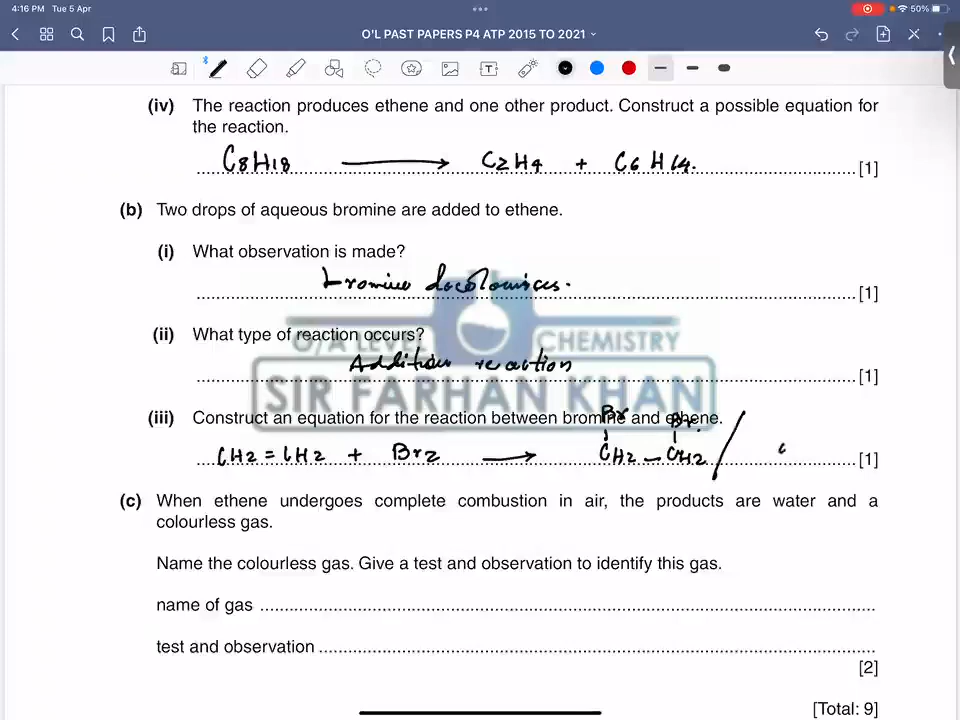 4:16 PM Tue 5 Apr
50%
O'L PAST PAPERS P4 ATP 2015 TO 2021
(iv) The reaction produces ethene and one other product. Construct a possible equation for
the reaction.
C8H18 ⟶ C2H4 + C6H14.
[1]
(b) Two drops of aqueous bromine are added to ethene.
(i) What observation is made?
bromine decolourises.
[1]
(ii) What type of reaction occurs?
Addition reaction
[1]
O/A LEVEL CHEMISTRY
SIR FARHAN KHAN
(iii) Construct an equation for the reaction between bromine and ethene.
Br Br
CH2 = CH2 + Br2 ⟶ CH2 – CH2 /
[1]
(c) When ethene undergoes complete combustion in air, the products are water and a
colourless gas.
Name the colourless gas. Give a test and observation to identify this gas.
name of gas
test and observation
[2]
[Total: 9]